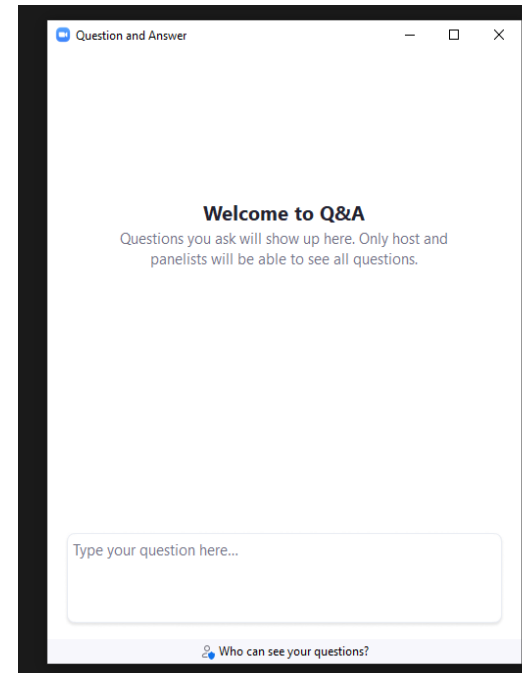 Question and Answer
Welcome to Q&A
Questions you ask will show up here. Only host and
panelists will be able to see all questions.
Type your question here...
Who can see your questions?